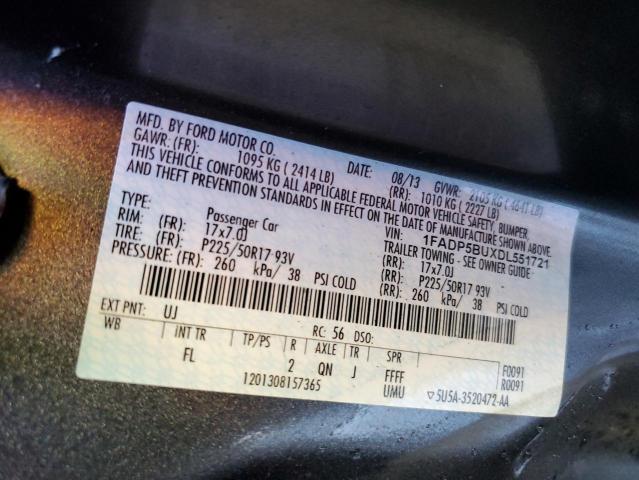 MFD. BY FORD MOTOR CO.
DATE: 08/13 GVWR: 2105 KG (4641 LB)
GAWR: (FR): 1095 KG (2414 LB) (RR): 1010 KG (2227 LB)
THIS VEHICLE CONFORMS TO ALL APPLICABLE FEDERAL MOTOR VEHICLE SAFETY, BUMPER
AND THEFT PREVENTION STANDARDS IN EFFECT ON THE DATE OF MANUFACTURE SHOWN ABOVE.
VIN: 1FADP5BUXDL551721
TYPE: Passenger Car TRAILER TOWING - SEE OWNER GUIDE
RIM: (FR): 17x7.0J (RR): 17x7.0J
TIRE: (FR): P225/50R17 93V (RR): P225/50R17 93V
PRESSURE: (FR): 260 kPa/ 38 PSI COLD (RR): 260 kPa/ 38 PSI COLD
EXT PNT: UJ RC: 56 DSO:
WB INT TR TP/PS R AXLE TR SPR F0091
FL 2 QN J FFFF R0091
1201308157365 UMU ▽5U5A-3520472-AA